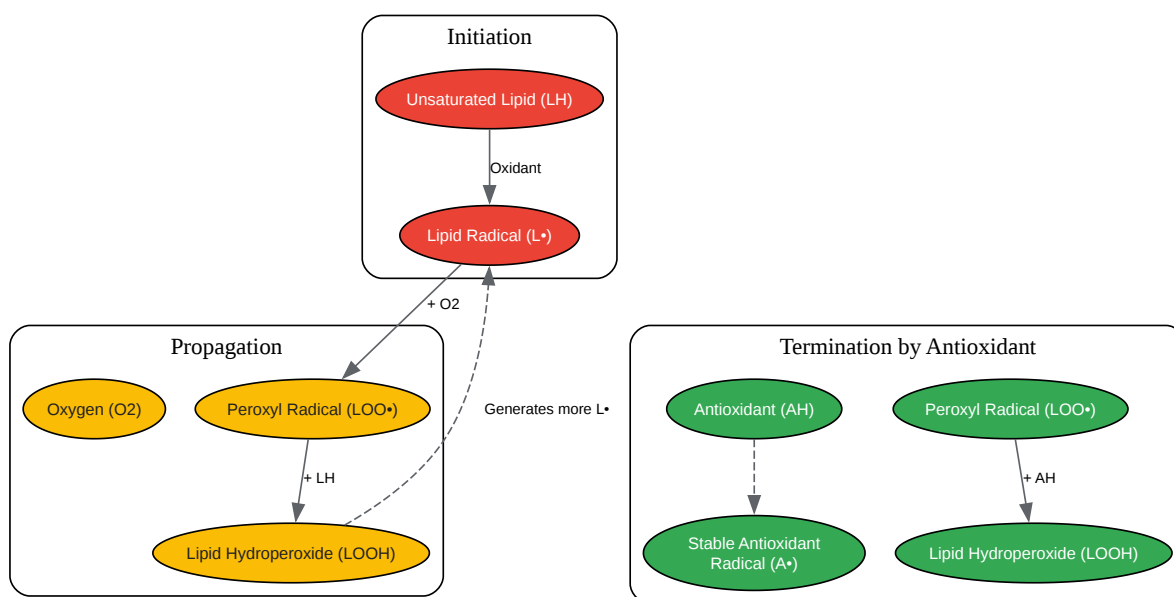 Initiation
Unsaturated Lipid (LH)
Oxidant
Lipid Radical (L•)
+ O2
Propagation
Oxygen (O2)
Peroxyl Radical (LOO•)
+ LH
Lipid Hydroperoxide (LOOH)
Generates more L•
Termination by Antioxidant
Antioxidant (AH)
Peroxyl Radical (LOO•)
+ AH
Stable Antioxidant
Radical (A•)
Lipid Hydroperoxide (LOOH)